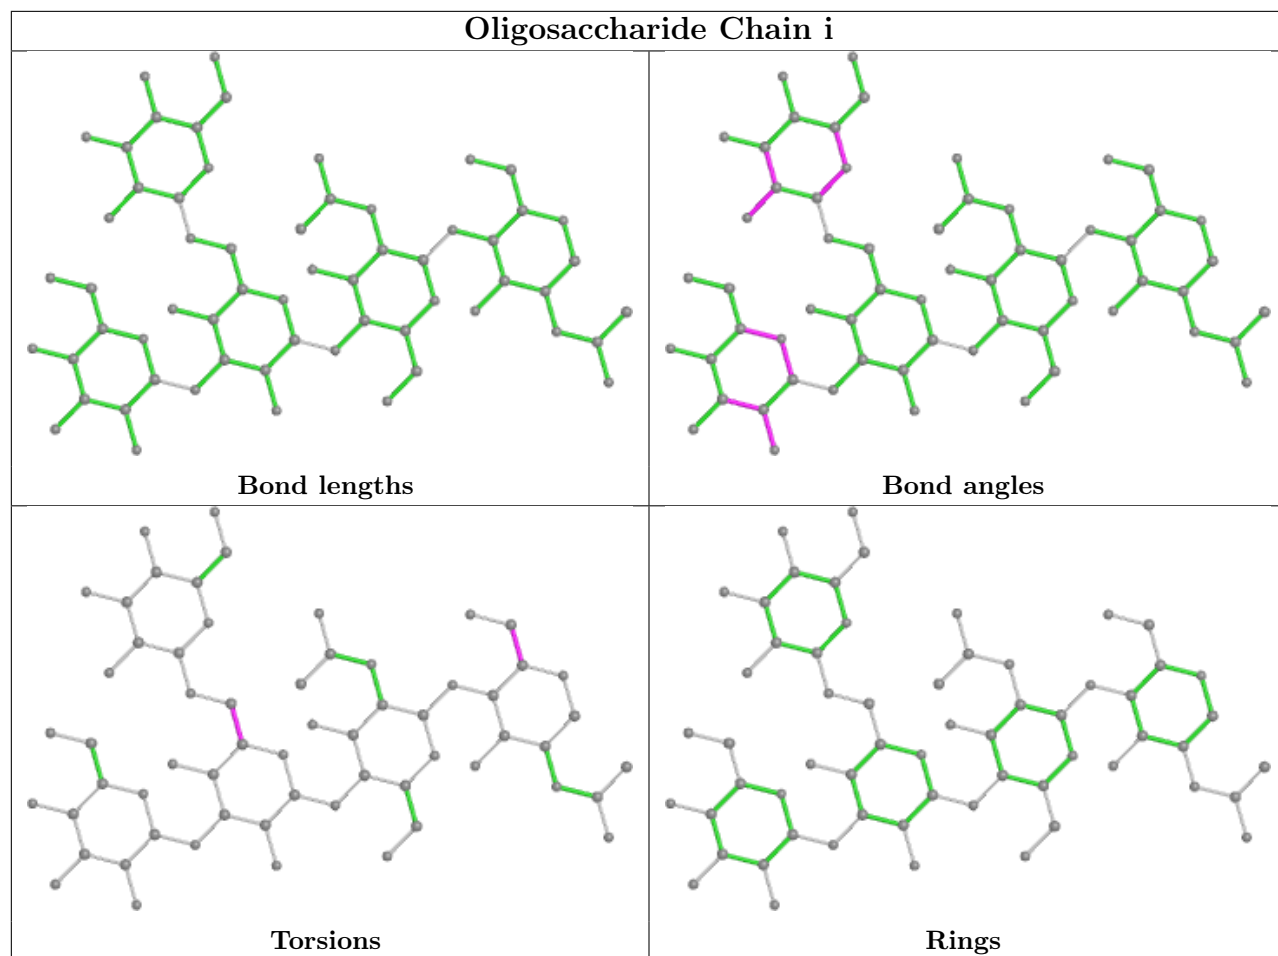 Oligosaccharide Chain i
Bond lengths
Bond angles
Torsions
Rings